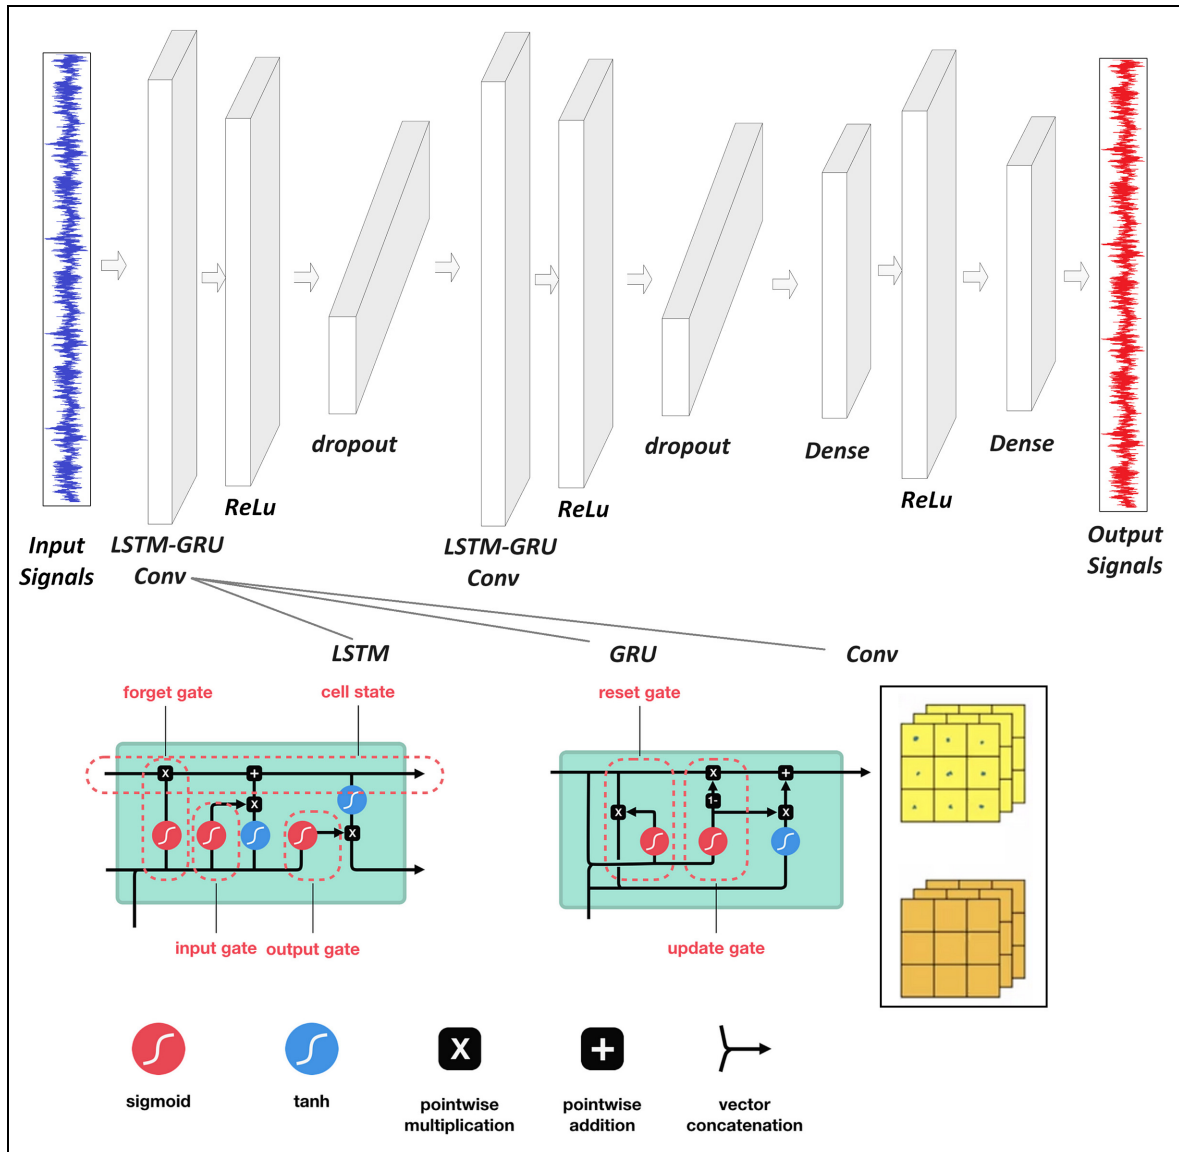 Input
Signals
LSTM-GRU
Conv
ReLu
dropout
LSTM-GRU
Conv
ReLu
dropout
Dense
ReLu
Dense
Output
Signals
LSTM
GRU
Conv
forget gate
cell state
reset gate
X
+
X
X
input gate
output gate
X
X
1-
+
X
update gate
X
+
sigmoid
tanh
pointwise
multiplication
pointwise
addition
vector
concatenation